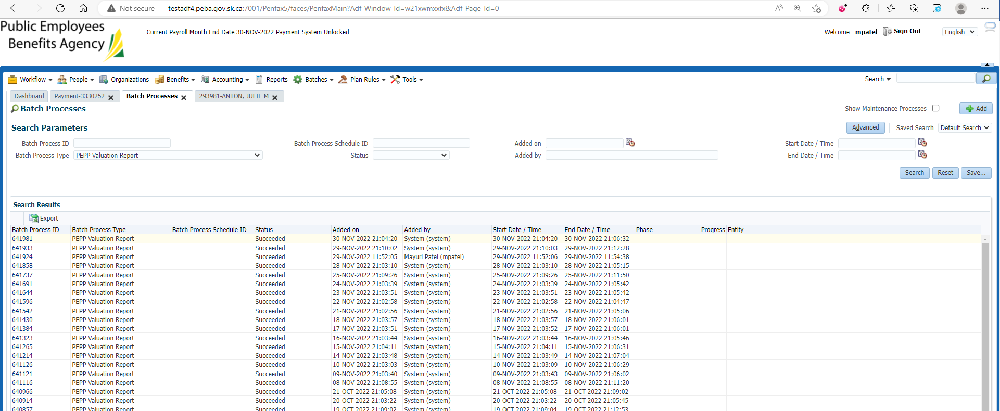 Not secure | testadf4.peba.gov.sk.ca:7001/Penfax5/faces/PenfaxMain?Adf-Window-Id=w21xwmxxfx&Adf-Page-Id=0
Public Employees
Benefits Agency
Current Payroll Month End Date 30-NOV-2022 Payment System Unlocked
Welcome mpatel Sign Out English
Workflow People Organizations Benefits Accounting Reports Batches Plan Rules Tools Search
Dashboard Payment-3330252 Batch Processes 293981-ANTON, JULIE M
Batch Processes Show Maintenance Processes Add
Search Parameters Advanced Saved Search Default Search
Batch Process ID Batch Process Schedule ID Added on Start Date / Time
Batch Process Type PEPP Valuation Report Status Added by End Date / Time
Search Reset Save...
Search Results
Export
Batch Process ID Batch Process Type Batch Process Schedule ID Status Added on Added by Start Date / Time End Date / Time Phase Progress Entity
641981 PEPP Valuation Report Succeeded 30-NOV-2022 21:04:20 System (system) 30-NOV-2022 21:04:20 30-NOV-2022 21:06:32
641933 PEPP Valuation Report Succeeded 29-NOV-2022 21:10:02 System (system) 29-NOV-2022 21:10:03 29-NOV-2022 21:12:28
641924 PEPP Valuation Report Succeeded 29-NOV-2022 11:52:05 Mayuri Patel (mpatel) 29-NOV-2022 11:52:06 29-NOV-2022 11:54:38
641858 PEPP Valuation Report Succeeded 28-NOV-2022 21:03:10 System (system) 28-NOV-2022 21:03:10 28-NOV-2022 21:05:15
641737 PEPP Valuation Report Succeeded 25-NOV-2022 21:09:26 System (system) 25-NOV-2022 21:09:26 25-NOV-2022 21:11:50
641691 PEPP Valuation Report Succeeded 24-NOV-2022 21:03:39 System (system) 24-NOV-2022 21:03:39 24-NOV-2022 21:05:42
641644 PEPP Valuation Report Succeeded 23-NOV-2022 21:03:51 System (system) 23-NOV-2022 21:03:51 23-NOV-2022 21:05:42
641596 PEPP Valuation Report Succeeded 22-NOV-2022 21:02:58 System (system) 22-NOV-2022 21:02:58 22-NOV-2022 21:04:47
641542 PEPP Valuation Report Succeeded 21-NOV-2022 21:02:56 System (system) 21-NOV-2022 21:02:56 21-NOV-2022 21:05:06
641430 PEPP Valuation Report Succeeded 18-NOV-2022 21:03:57 System (system) 18-NOV-2022 21:03:57 18-NOV-2022 21:06:01
641384 PEPP Valuation Report Succeeded 17-NOV-2022 21:03:51 System (system) 17-NOV-2022 21:03:52 17-NOV-2022 21:06:01
641323 PEPP Valuation Report Succeeded 16-NOV-2022 21:03:44 System (system) 16-NOV-2022 21:03:44 16-NOV-2022 21:05:46
641265 PEPP Valuation Report Succeeded 15-NOV-2022 21:04:11 System (system) 15-NOV-2022 21:04:11 15-NOV-2022 21:06:31
641214 PEPP Valuation Report Succeeded 14-NOV-2022 21:03:48 System (system) 14-NOV-2022 21:03:49 14-NOV-2022 21:07:04
641126 PEPP Valuation Report Succeeded 10-NOV-2022 21:03:03 System (system) 10-NOV-2022 21:03:09 10-NOV-2022 21:06:29
641121 PEPP Valuation Report Succeeded 09-NOV-2022 21:03:40 System (system) 09-NOV-2022 21:03:43 09-NOV-2022 21:06:02
641116 PEPP Valuation Report Succeeded 08-NOV-2022 21:08:55 System (system) 08-NOV-2022 21:08:55 08-NOV-2022 21:11:20
640966 PEPP Valuation Report Succeeded 21-OCT-2022 21:05:08 System (system) 21-OCT-2022 21:05:08 21-OCT-2022 21:09:02
640914 PEPP Valuation Report Succeeded 20-OCT-2022 21:03:22 System (system) 20-OCT-2022 21:03:22 20-OCT-2022 21:05:45
640857 PEPP Valuation Report Succeeded 19-OCT-2022 21:09:02 System (system) 19-OCT-2022 21:09:04 19-OCT-2022 21:12:53